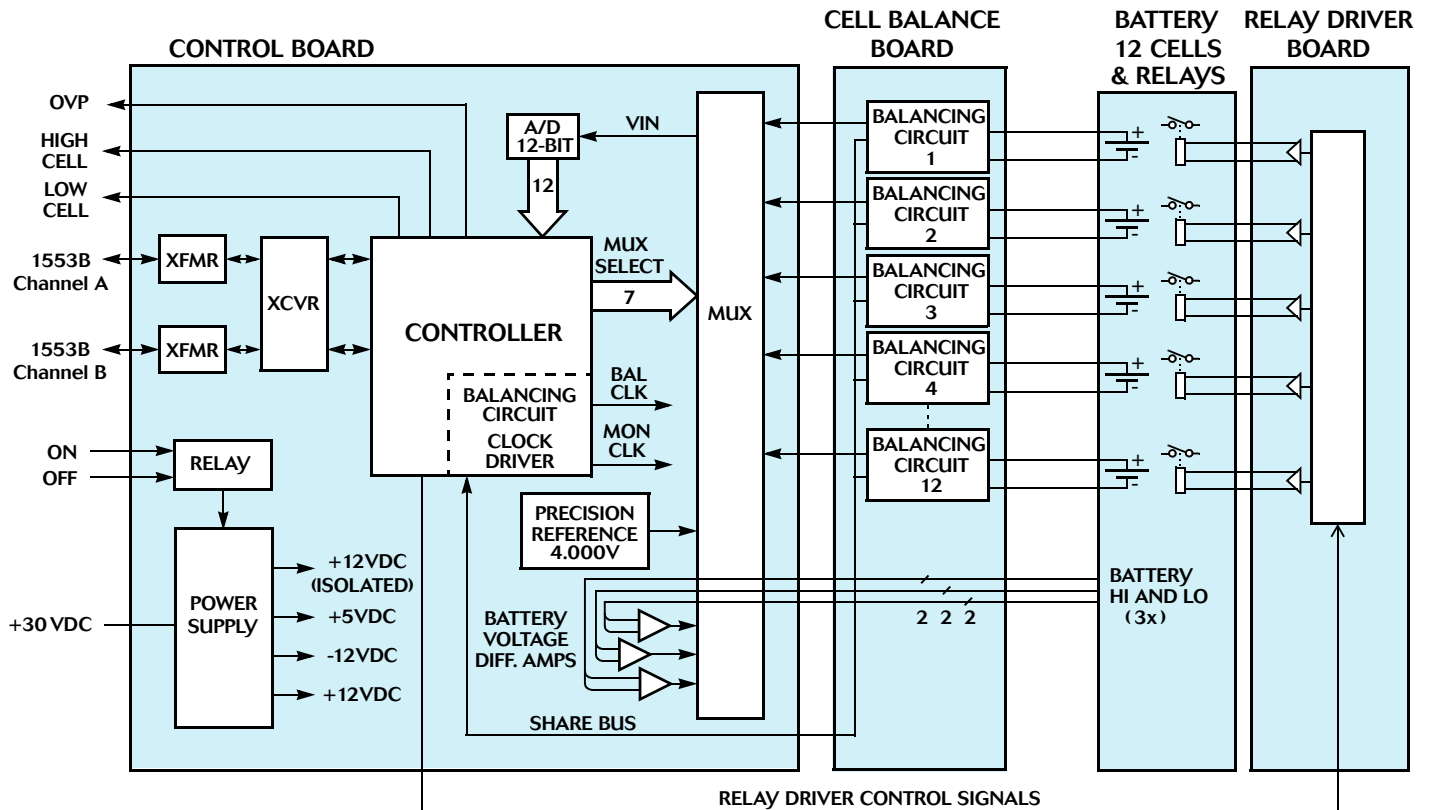 CONTROL BOARD
CELL BALANCE
BOARD
BATTERY
12 CELLS
& RELAYS
RELAY DRIVER
BOARD
OVP
HIGH
CELL
LOW
CELL
1553B
Channel A
1553B
Channel B
XFMR
XFMR
XCVR
A/D
12-BIT
VIN
12
CONTROLLER
MUX
SELECT
7
MUX
BALANCING
CIRCUIT
CLOCK
DRIVER
BAL
CLK
MON
CLK
ON
OFF
RELAY
PRECISION
REFERENCE
4.000V
+30 VDC
POWER
SUPPLY
+12VDC
(ISOLATED)
+5VDC
-12VDC
+12VDC
BATTERY
VOLTAGE
DIFF. AMPS
SHARE BUS
BALANCING
CIRCUIT
1
BALANCING
CIRCUIT
2
BALANCING
CIRCUIT
3
BALANCING
CIRCUIT
4
BALANCING
CIRCUIT
12
+
-
+
-
+
-
+
-
+
-
2 2 2
BATTERY
HI AND LO
(3x)
RELAY DRIVER CONTROL SIGNALS